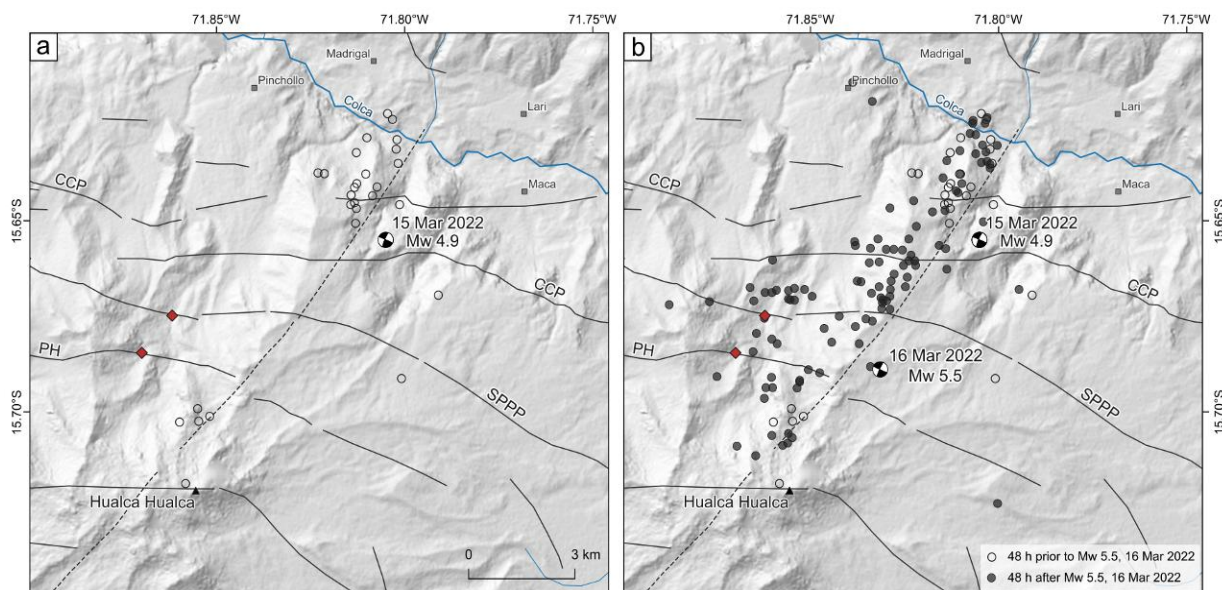 71.85°W
71.80°W
71.85°W
71.80°W
71.75°W
a
Madrigal
Pinchollo
Colca
Lari
Maca
CCP
15.65°S
15 Mar 2022
Mw 4.9
CCP
PH
SPPP
15.70°S
Hualca Hualca
0
3 km
b
Madrigal
Pinchollo
Colca
Lari
Maca
CCP
15.65°S
15 Mar 2022
Mw 4.9
CCP
16 Mar 2022
Mw 5.5
PH
SPPP
15.70°S
Hualca Hualca
48 h prior to Mw 5.5, 16 Mar 2022
48 h after Mw 5.5, 16 Mar 2022